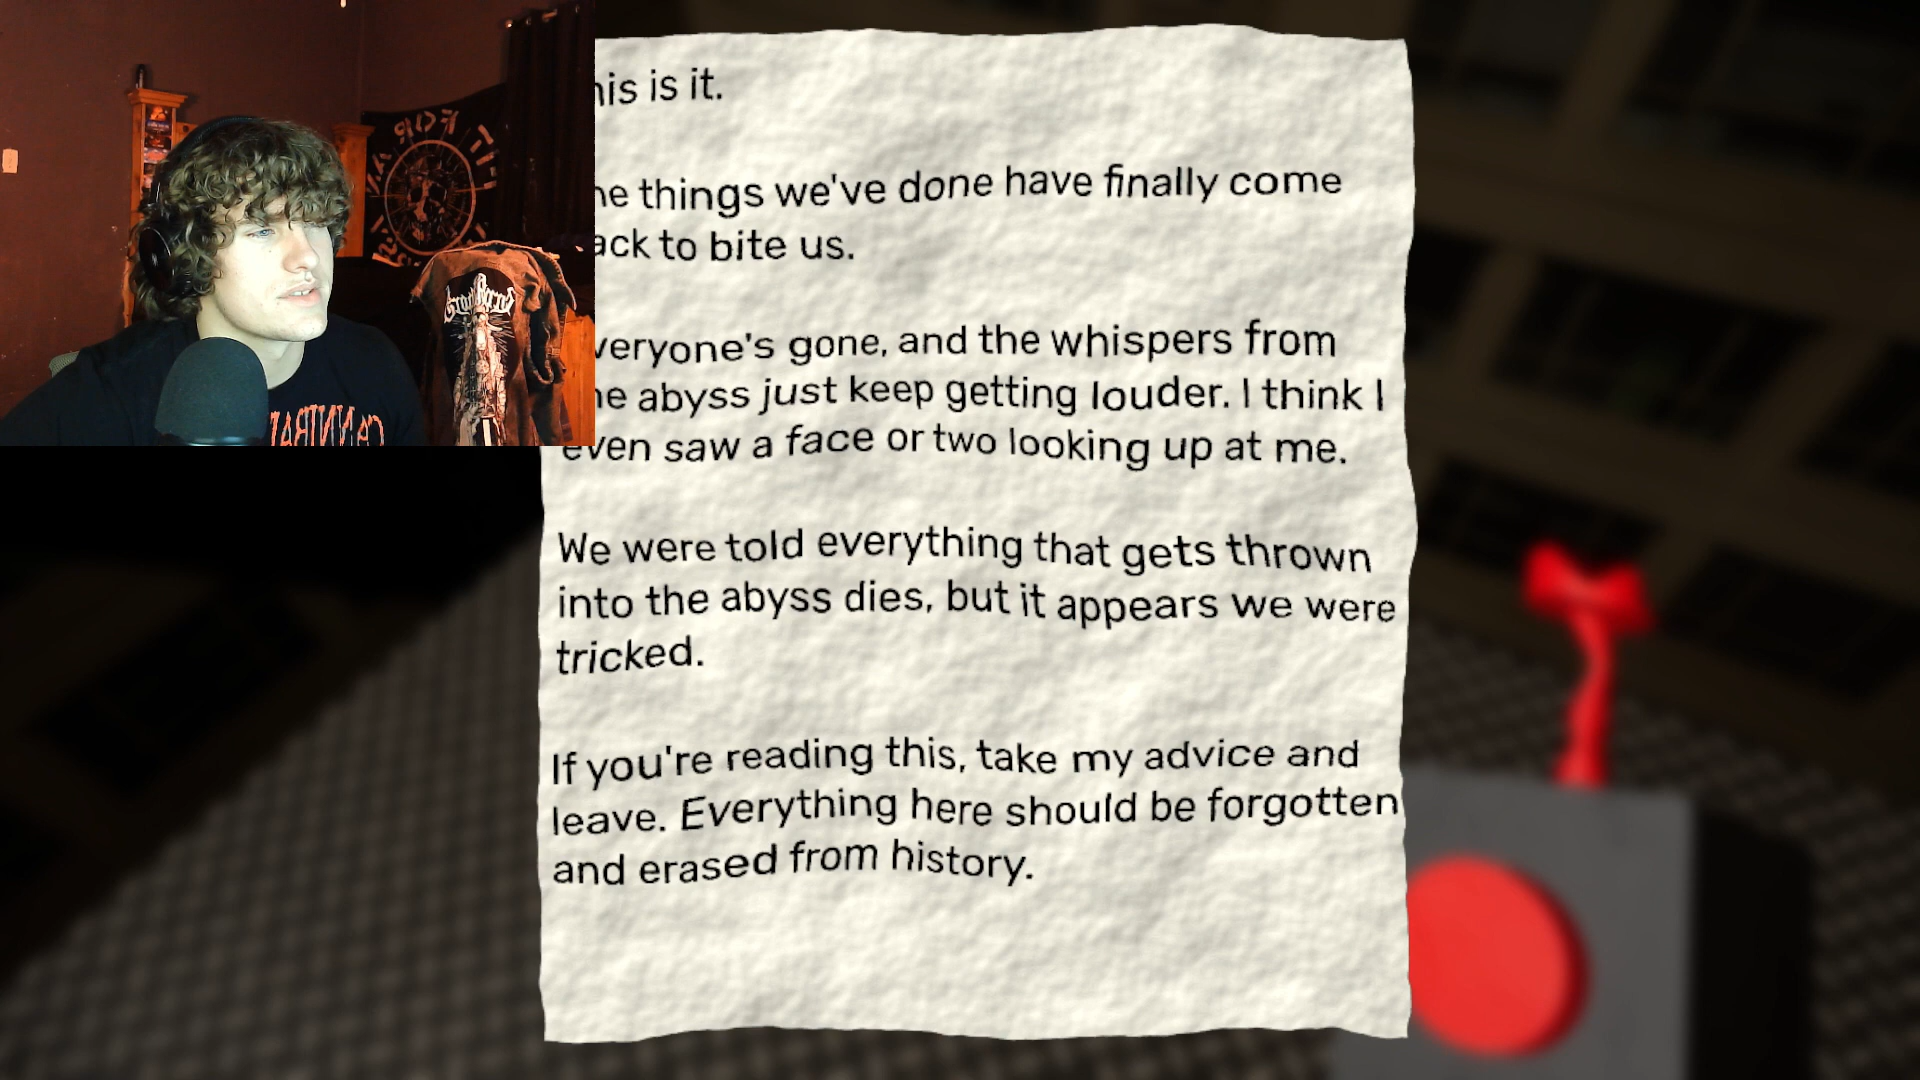 his is it.
he things we've done have finally come
ack to bite us.
veryone's gone, and the whispers from
he abyss just keep getting louder. I think I
even saw a face or two looking up at me.
We were told everything that gets thrown
into the abyss dies, but it appears we were
tricked.
If you're reading this, take my advice and
leave. Everything here should be forgotten
and erased from history.